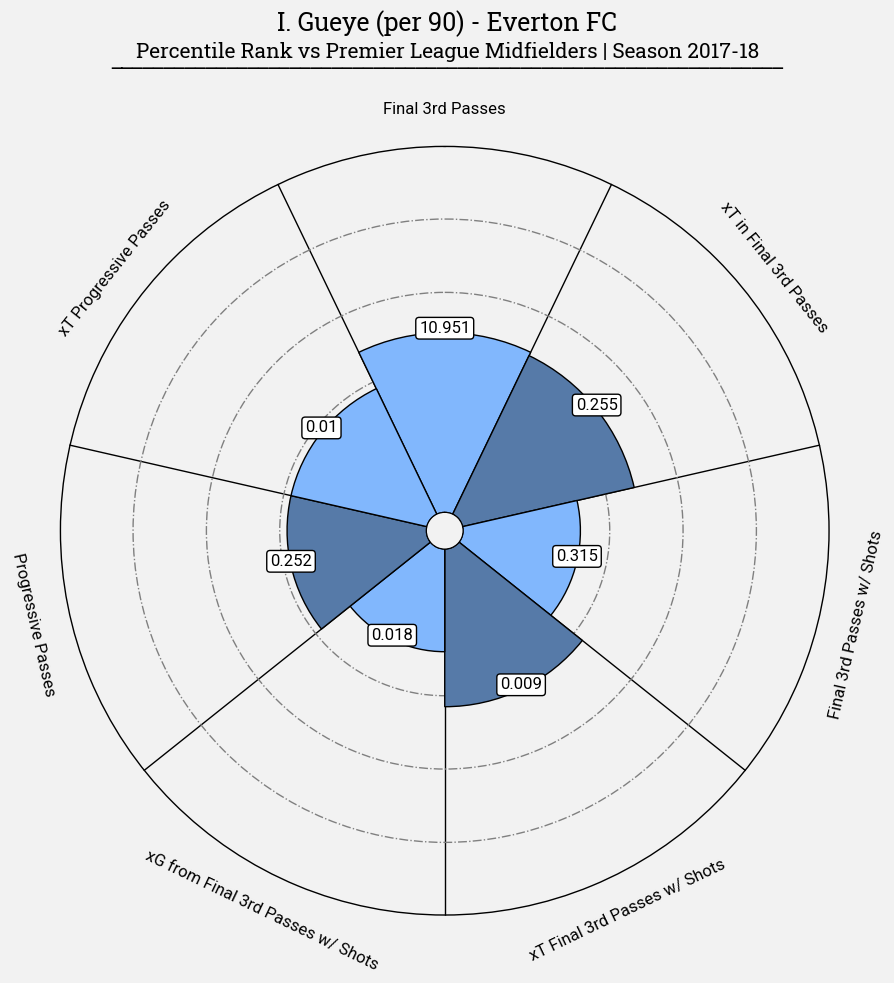 I. Gueye (per 90) - Everton FC
Percentile Rank vs Premier League Midfielders | Season 2017-18
Final 3rd Passes
xT Progressive Passes
xT in Final 3rd Passes
10.951
0.255
0.01
0.315
0.252
0.018
0.009
Progressive Passes
Final 3rd Passes w/ Shots
xG from Final 3rd Passes w/ Shots
xT Final 3rd Passes w/ Shots